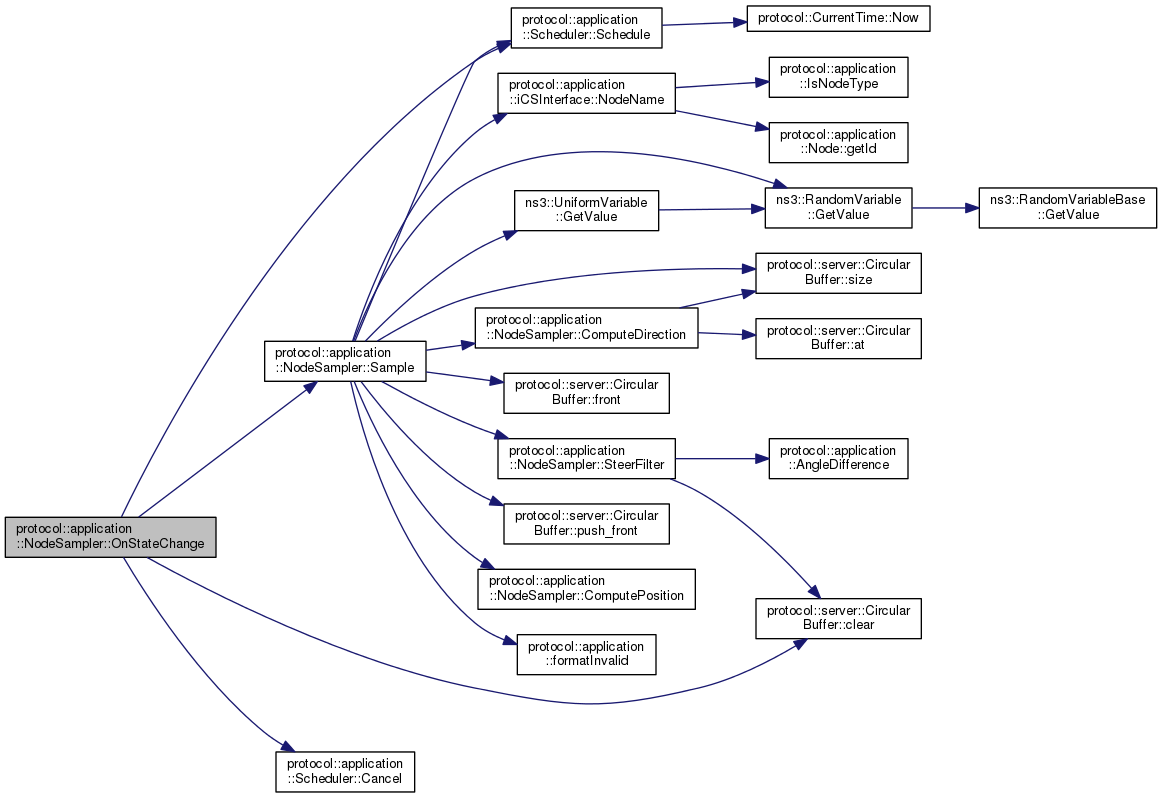 protocol::application
::Scheduler::Schedule
protocol::CurrentTime::Now
protocol::application
::iCSInterface::NodeName
protocol::application
::IsNodeType
protocol::application
::Node::getId
ns3::UniformVariable
::GetValue
ns3::RandomVariable
::GetValue
ns3::RandomVariableBase
::GetValue
protocol::server::Circular
Buffer::size
protocol::application
::NodeSampler::ComputeDirection
protocol::server::Circular
Buffer::at
protocol::application
::NodeSampler::Sample
protocol::server::Circular
Buffer::front
protocol::application
::NodeSampler::SteerFilter
protocol::application
::AngleDifference
protocol::server::Circular
Buffer::push_front
protocol::application
::NodeSampler::OnStateChange
protocol::application
::NodeSampler::ComputePosition
protocol::server::Circular
Buffer::clear
protocol::application
::formatInvalid
protocol::application
::Scheduler::Cancel